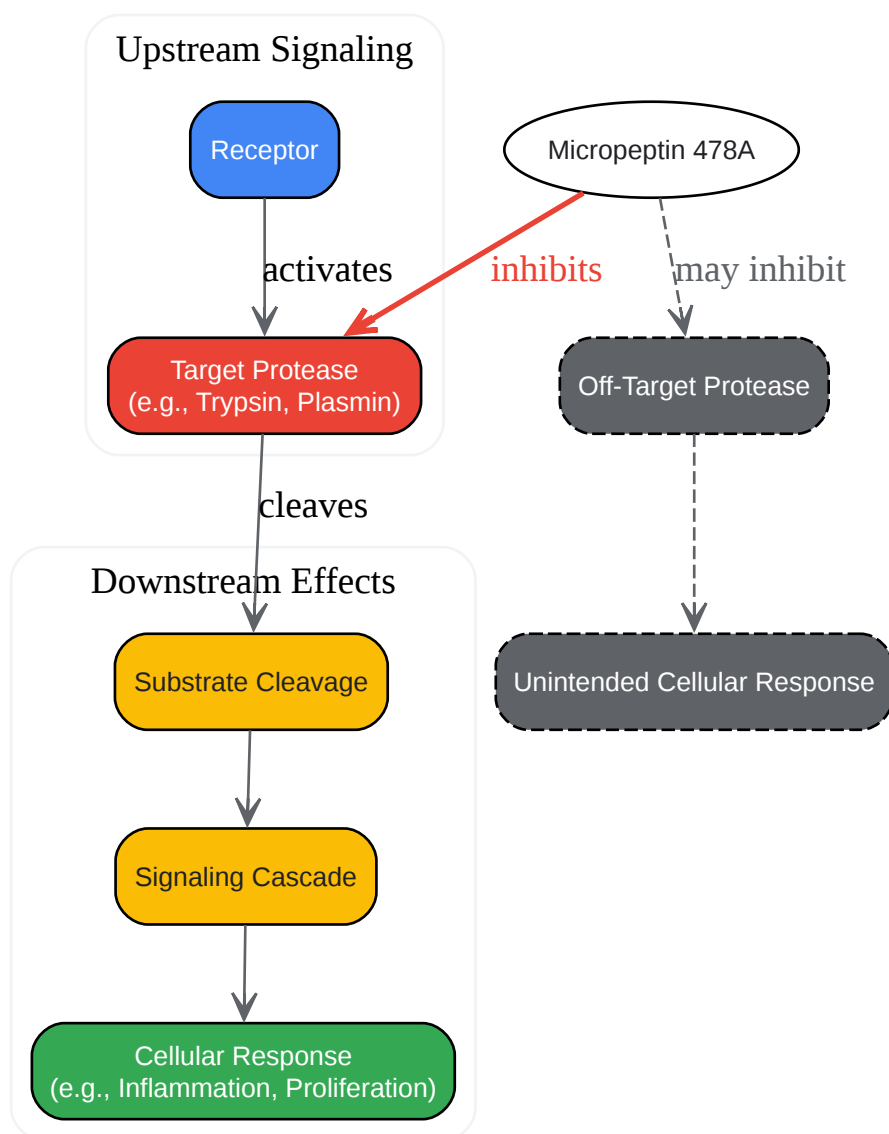 Upstream Signaling
Receptor
Micropeptin 478A
activates
inhibits
may inhibit
Target Protease
(e.g., Trypsin, Plasmin)
Off-Target Protease
cleaves
Downstream Effects
Substrate Cleavage
Unintended Cellular Response
Signaling Cascade
Cellular Response
(e.g., Inflammation, Proliferation)